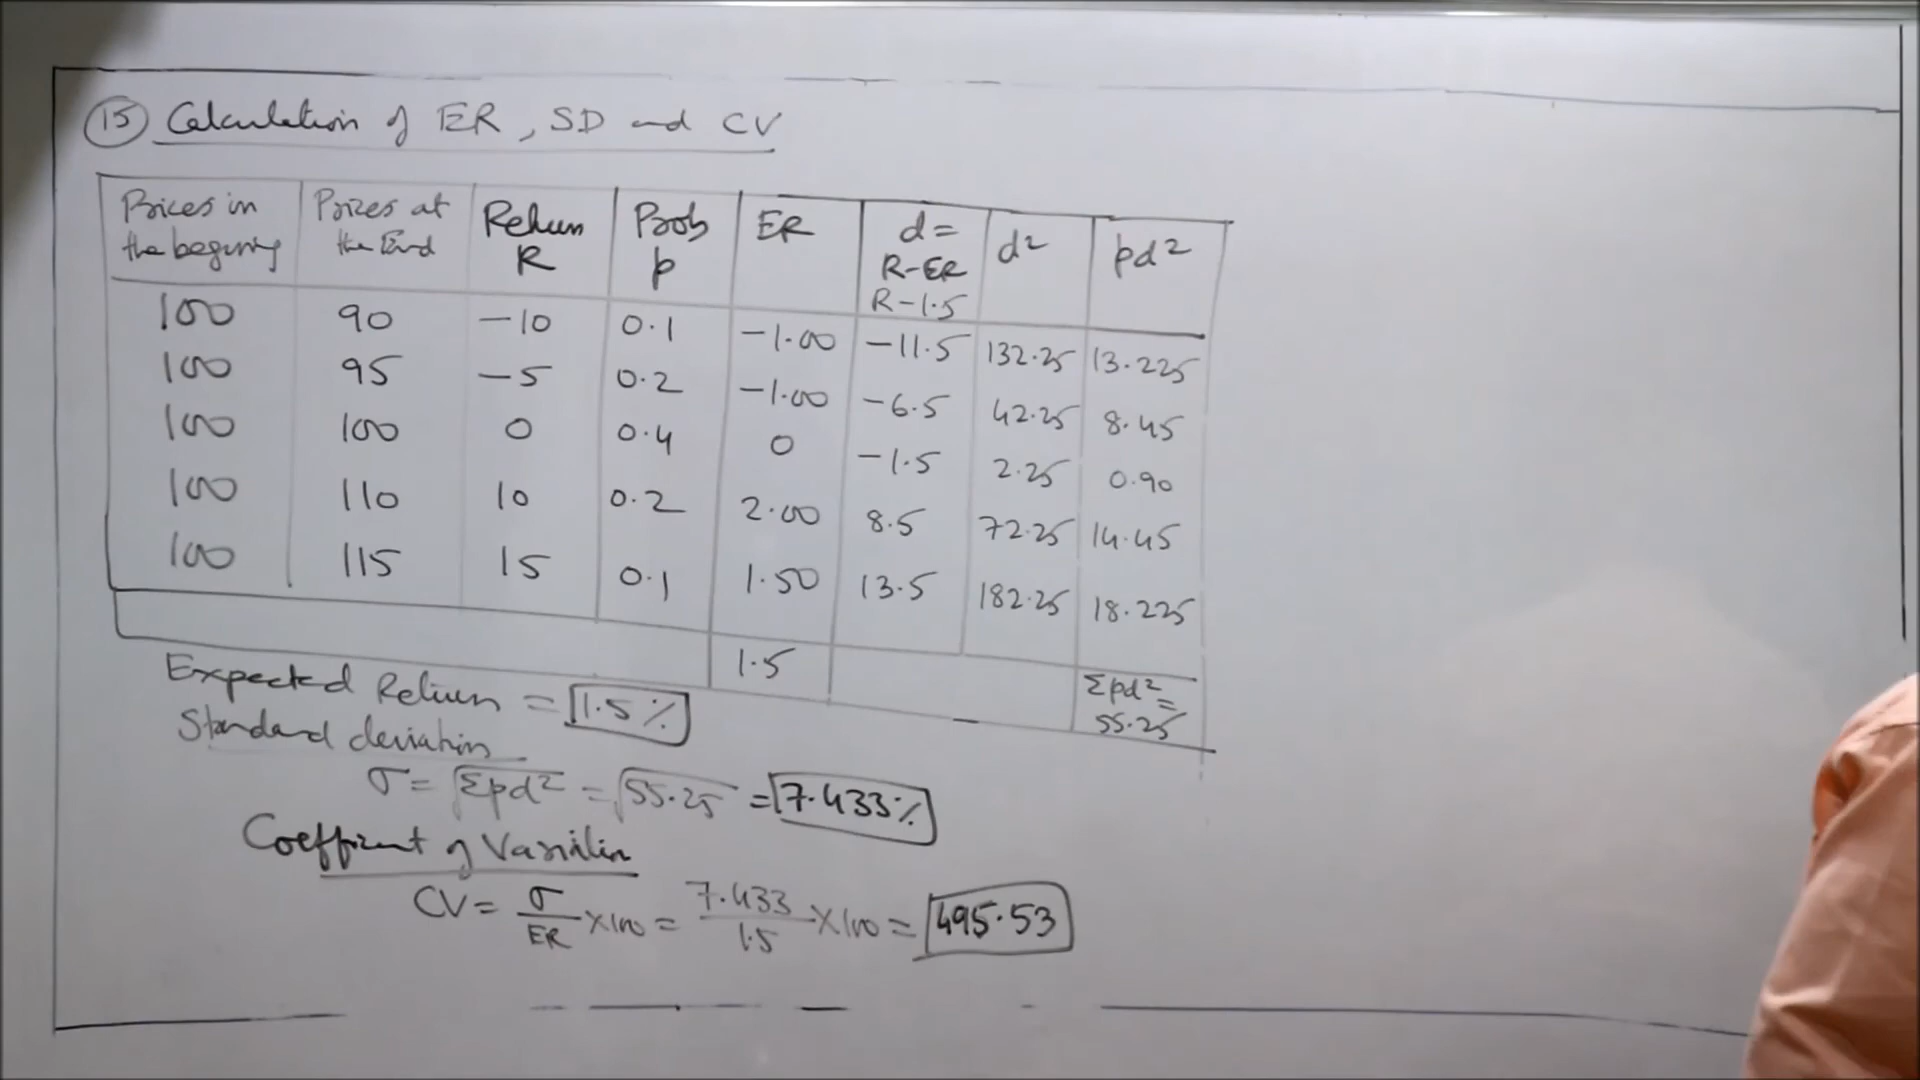 15 Calculation of ER, SD and CV
Prices in the beginning | Prizes at the End | Return R | Prob p | ER | d= R-ER R-1.5 | d² | pd²
100 | 90 | -10 | 0.1 | -1.00 | -11.5 | 132.25 | 13.225
100 | 95 | -5 | 0.2 | -1.00 | -6.5 | 42.25 | 8.45
100 | 100 | 0 | 0.4 | 0 | -1.5 | 2.25 | 0.90
100 | 110 | 10 | 0.2 | 2.00 | 8.5 | 72.25 | 14.45
100 | 115 | 15 | 0.1 | 1.50 | 13.5 | 182.25 | 18.225
1.5 | Σpd² = 55.25
Expected Return = 1.5%
Standard deviation
σ = √Σpd² = √55.25 = 7.433%
Coefficient of Variation
CV = σ/ER × 100 = 7.433/1.5 × 100 = 495.53